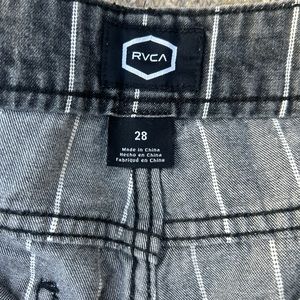 RVCA
28
Made in China
Hecho en China
Fabriqué en Chine